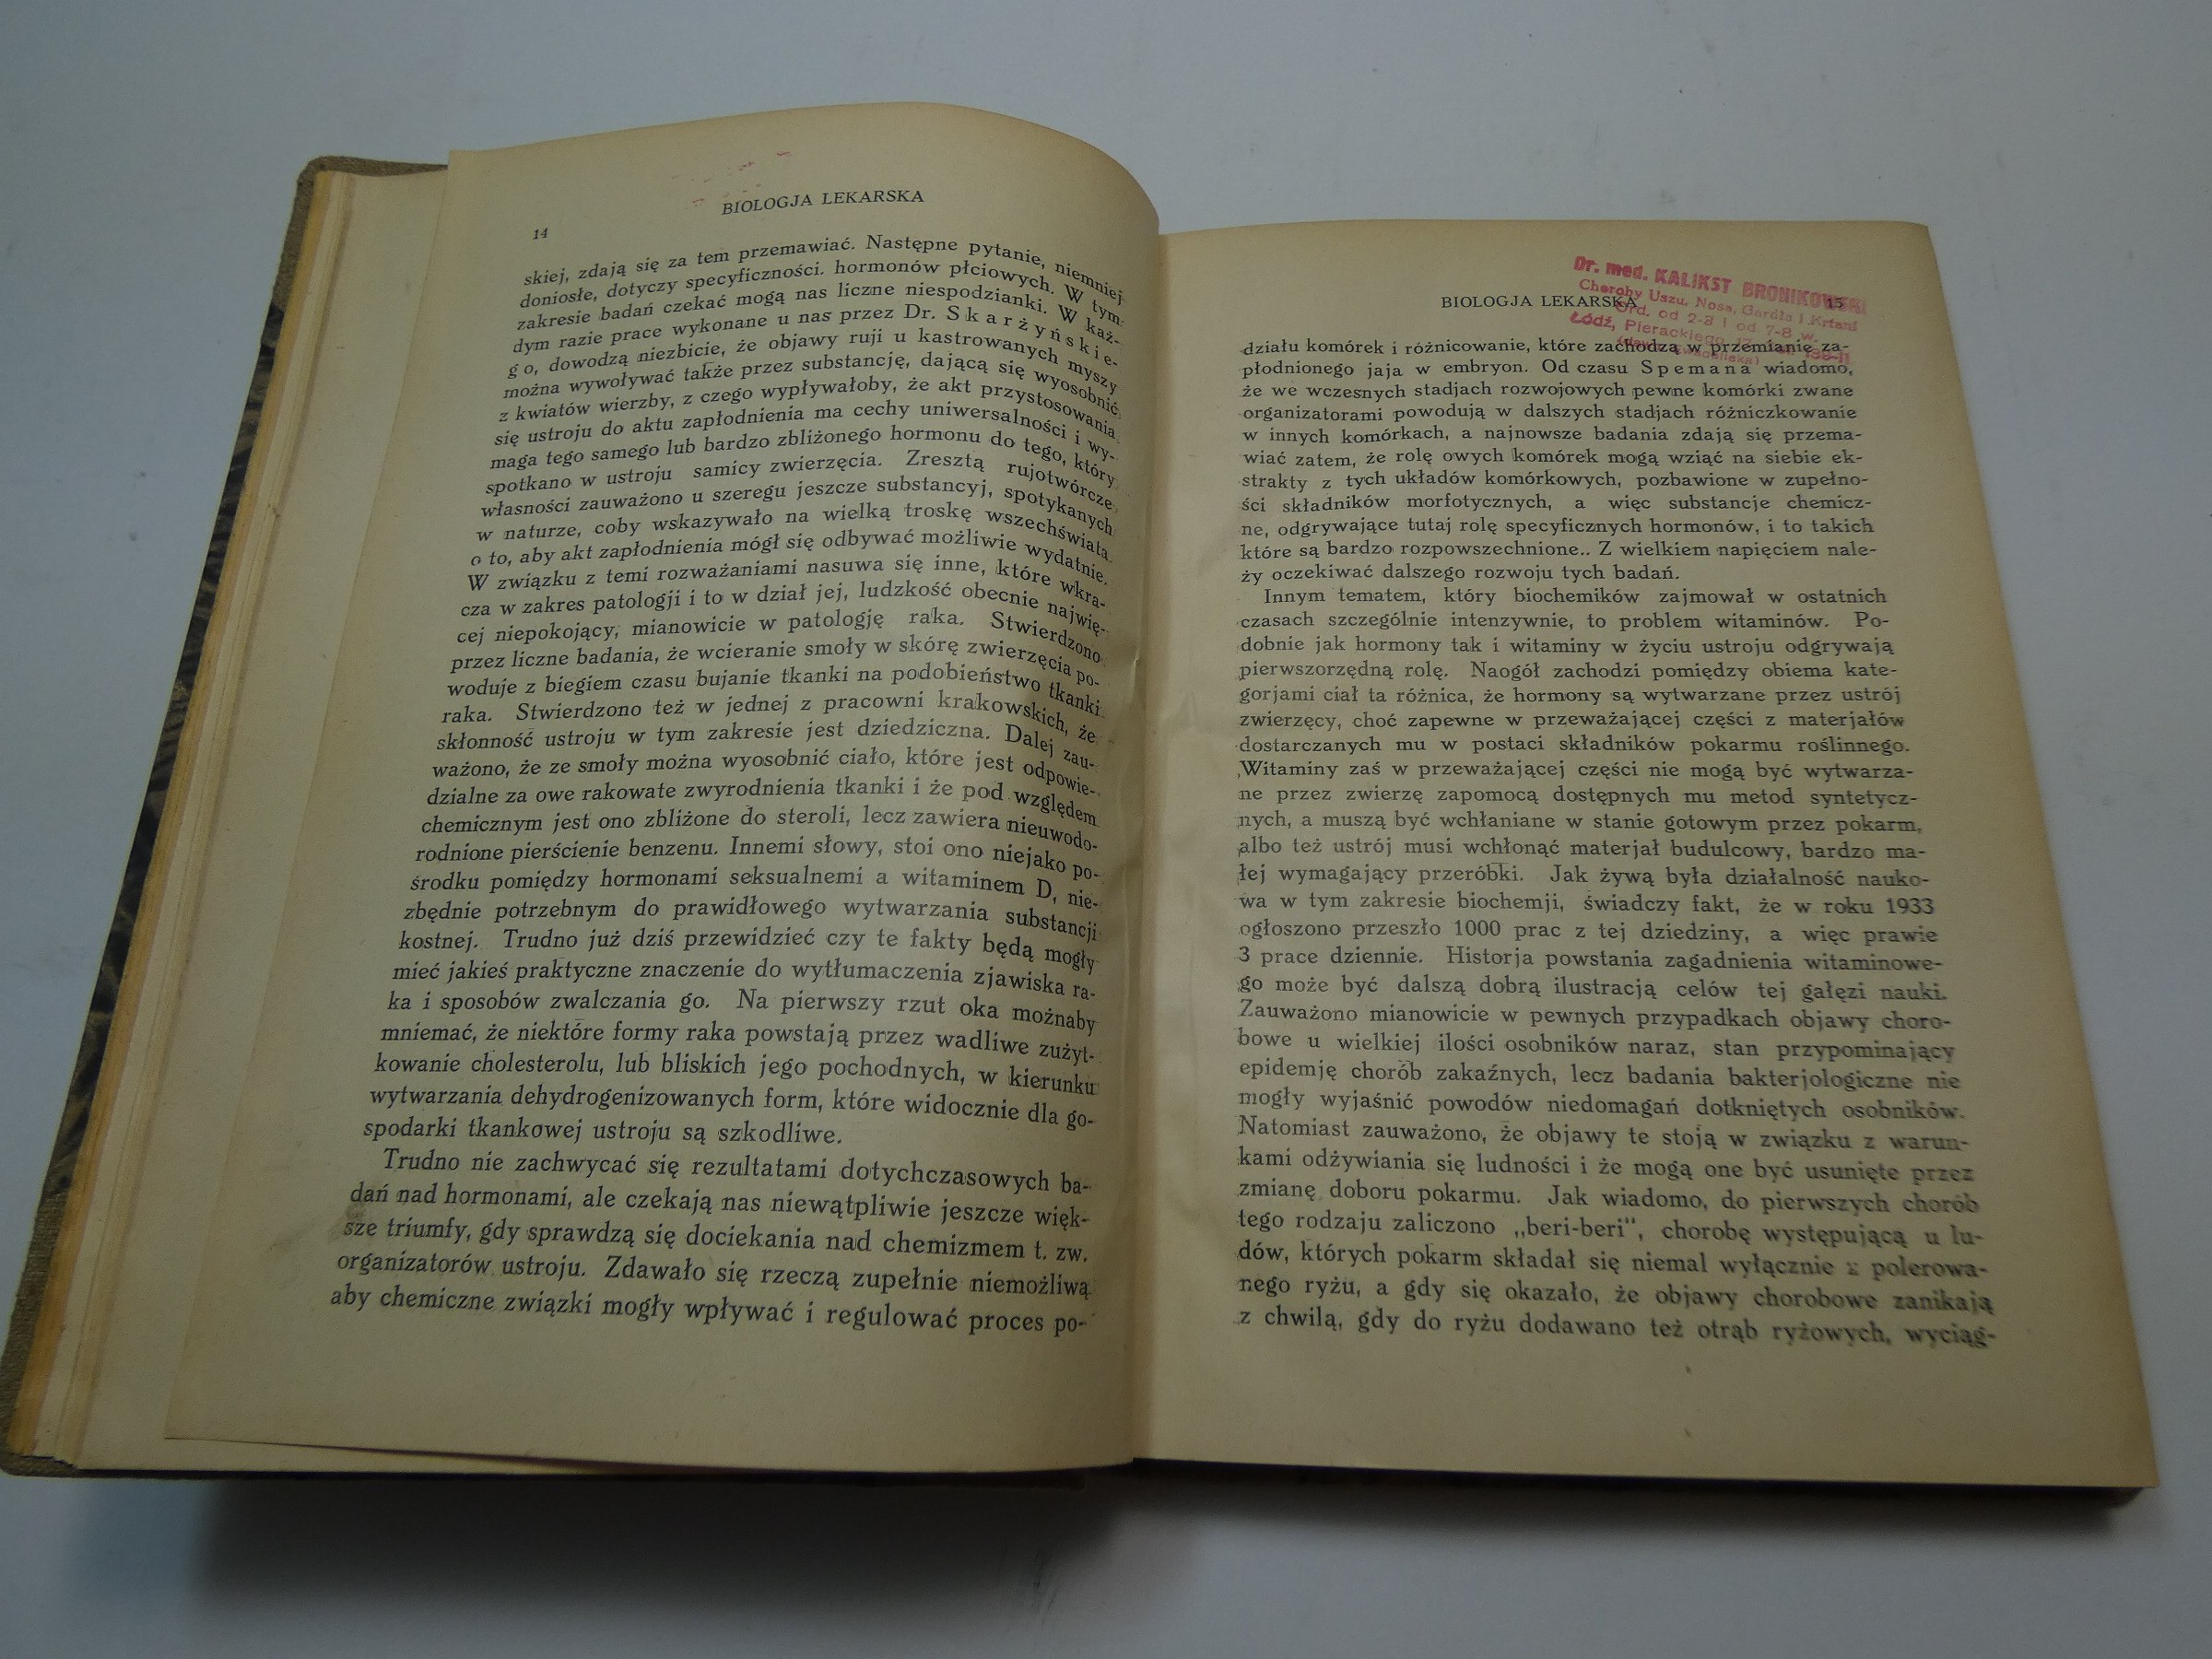 14
BIOLOGJA LEKARSKA
skiej, zdają się za tem przemawiać. Następne pytanie, niemniej
doniosłe, dotyczy specyficzności. hormonów płciowych. W tym
zakresie badań czekać mogą nas liczne niespodzianki. W każ-
dym razie prace wykonane u nas przez Dr. Skarżyńskie-
go, dowodzą niezbicie, że objawy ruji u kastrowanych myszy
można wywoływać także przez substancję, dającą się wyosobnić
z kwiatów wierzby, z czego wypływałoby, że akt przystosowania
się ustroju do aktu zapłodnienia ma cechy uniwersalności i wy-
maga tego samego lub bardzo zbliżonego hormonu do tego, który
spotkano w ustroju samicy zwierzęcia. Zresztą rujotwórcze
własności zauważono u szeregu jeszcze substancyj, spotykanych
w naturze, coby wskazywało na wielką troskę wszechświata
o to, aby akt zapłodnienia mógł się odbywać możliwie wydatnie.
W związku z temi rozważaniami nasuwa się inne, które wkra-
cza w zakres patologji i to w dział jej, ludzkość obecnie najwię-
cej niepokojący, mianowicie w patologję raka. Stwierdzono
przez liczne badania, że wcieranie smoły w skórę zwierzęcia po-
woduje z biegiem czasu bujanie tkanki na podobieństwo tkanki
raka. Stwierdzono też w jednej z pracowni krakowskich, że
skłonność ustroju w tym zakresie jest dziedziczna. Dalej zau-
ważono, że ze smoły można wyosobnić ciało, które jest odpowie-
dzialne za owe rakowate zwyrodnienia tkanki i że pod względem
chemicznym jest ono zbliżone do steroli, lecz zawiera nieuwodo-
rodnione pierścienie benzenu. Innemi słowy, stoi ono niejako po-
środku pomiędzy hormonami seksualnemi a witaminem D, nie-
zbędnie potrzebnym do prawidłowego wytwarzania substancji
kostnej. Trudno już dziś przewidzieć czy te fakty będą mogły
mieć jakieś praktyczne znaczenie do wytłumaczenia zjawiska ra-
ka i sposobów zwalczania go. Na pierwszy rzut oka możnaby
mniemać, że niektóre formy raka powstają przez wadliwe zużyt-
kowanie cholesterolu, lub bliskich jego pochodnych, w kierunku
wytwarzania dehydrogenizowanych form, które widocznie dla go-
spodarki tkankowej ustroju są szkodliwe.
Trudno nie zachwycać się rezultatami dotychczasowych ba-
dań nad hormonami, ale czekają nas niewątpliwie jeszcze więk-
sze triumfy, gdy sprawdzą się dociekania nad chemizmem t. zw.
organizatorów ustroju. Zdawało się rzeczą zupełnie niemożliwą
aby chemiczne związki mogły wpływać i regulować proces po-
Dr. med. KALIKST BRONIKOWSKI
Choroby Uszu, Nosa, Gardła i Krtani
Ord. od 2-3 i od 7-8 w.
Łódź, Pierackiego
BIOLOGJA LEKARSKA
15
działu komórek i różnicowanie, które zachodzą w przemianie za-
płodnionego jaja w embryon. Od czasu Spemana wiadomo,
że we wczesnych stadjach rozwojowych pewne komórki zwane
organizatorami powodują w dalszych stadjach różniczkowanie
w innych komórkach, a najnowsze badania zdają się przema-
wiać zatem, że rolę owych komórek mogą wziąć na siebie ek-
strakty z tych układów komórkowych, pozbawione w zupełno-
ści składników morfotycznych, a więc substancje chemicz-
ne, odgrywające tutaj rolę specyficznych hormonów, i to takich
które są bardzo rozpowszechnione.. Z wielkiem napięciem nale-
ży oczekiwać dalszego rozwoju tych badań.
Innym tematem, który biochemików zajmował w ostatnich
czasach szczególnie intenzywnie, to problem witaminów. Po-
dobnie jak hormony tak i witaminy w życiu ustroju odgrywają
pierwszorzędną rolę. Naogół zachodzi pomiędzy obiema kate-
gorjami ciał ta różnica, że hormony są wytwarzane przez ustrój
zwierzęcy, choć zapewne w przeważającej części z materjałów
dostarczanych mu w postaci składników pokarmu roślinnego.
Witaminy zaś w przeważającej części nie mogą być wytwarza-
ne przez zwierzę zapomocą dostępnych mu metod syntetycz-
nych, a muszą być wchłaniane w stanie gotowym przez pokarm,
albo też ustrój musi wchłonąć materjał budulcowy, bardzo ma-
łej wymagający przeróbki. Jak żywą była działalność nauko-
wa w tym zakresie biochemji, świadczy fakt, że w roku 1933
ogłoszono przeszło 1000 prac z tej dziedziny, a więc prawie
3 prace dziennie. Historja powstania zagadnienia witaminowe-
go może być dalszą dobrą ilustracją celów tej gałęzi nauki.
Zauważono mianowicie w pewnych przypadkach objawy choro-
bowe u wielkiej ilości osobników naraz, stan przypominający
epidemję chorób zakaźnych, lecz badania bakterjologiczne nie
mogły wyjaśnić powodów niedomagań dotkniętych osobników.
Natomiast zauważono, że objawy te stoją w związku z warun-
kami odżywiania się ludności i że mogą one być usunięte przez
zmianę doboru pokarmu. Jak wiadomo, do pierwszych chorób
tego rodzaju zaliczono „beri-beri", chorobę występującą u lu-
dów, których pokarm składał się niemal wyłącznie z polerowa-
nego ryżu, a gdy się okazało, że objawy chorobowe zanikają
z chwilą, gdy do ryżu dodawano też otrąb ryżowych, wyciąg-